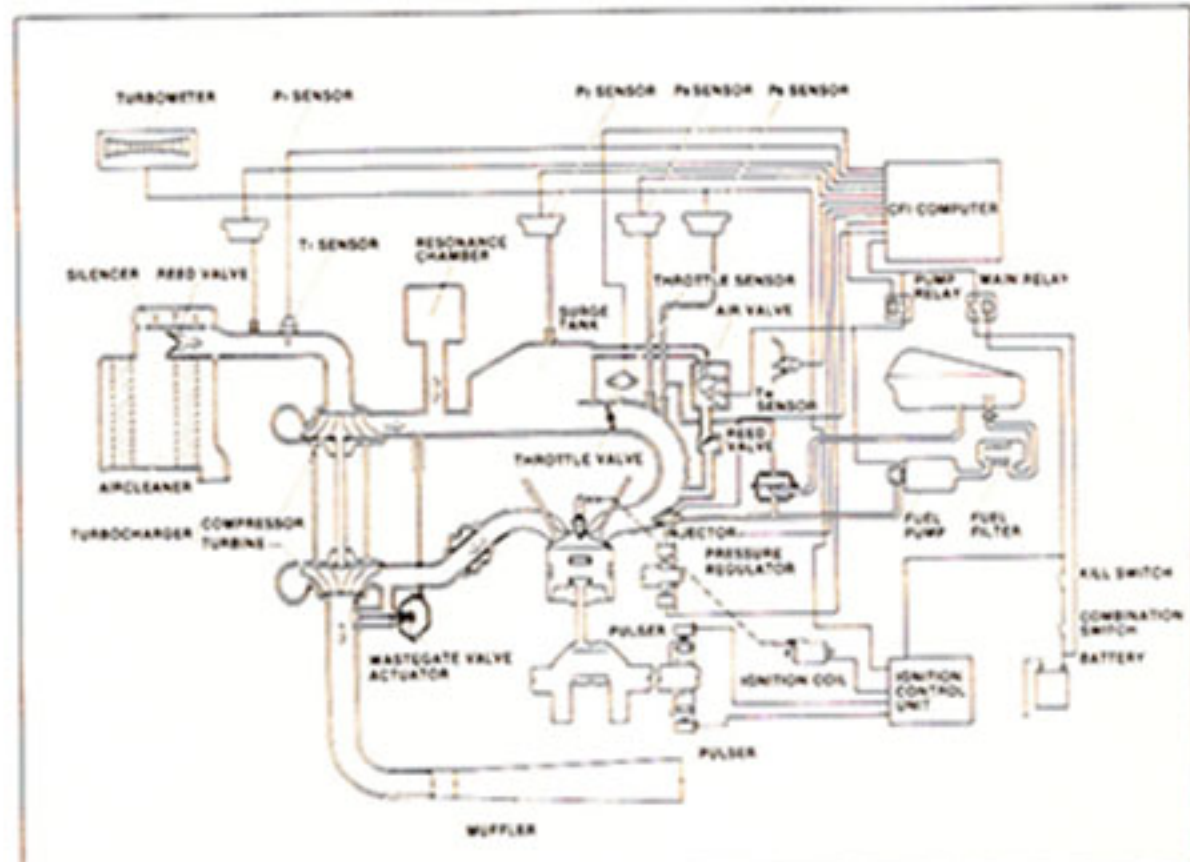 TURBOMETER
P1 SENSOR
P2 SENSOR
PB SENSOR
PB SENSOR
CFI COMPUTER
T1 SENSOR
RESONANCE
CHAMBER
SILENCER
REED VALVE
THROTTLE SENSOR
PUMP
RELAY
MAIN RELAY
SURGE
TANK
AIR VALVE
TW
SENSOR
REED
VALVE
THROTTLE VALVE
AIRCLEANER
COMPRESSOR
TURBOCHARGER
TURBINE
INJECTOR
PRESSURE
REGULATOR
FUEL
PUMP
FUEL
FILTER
KILL SWITCH
COMBINATION
SWITCH
BATTERY
PULSER
WASTEGATE VALVE
ACTUATOR
IGNITION COIL
IGNITION
CONTROL
UNIT
PULSER
MUFFLER